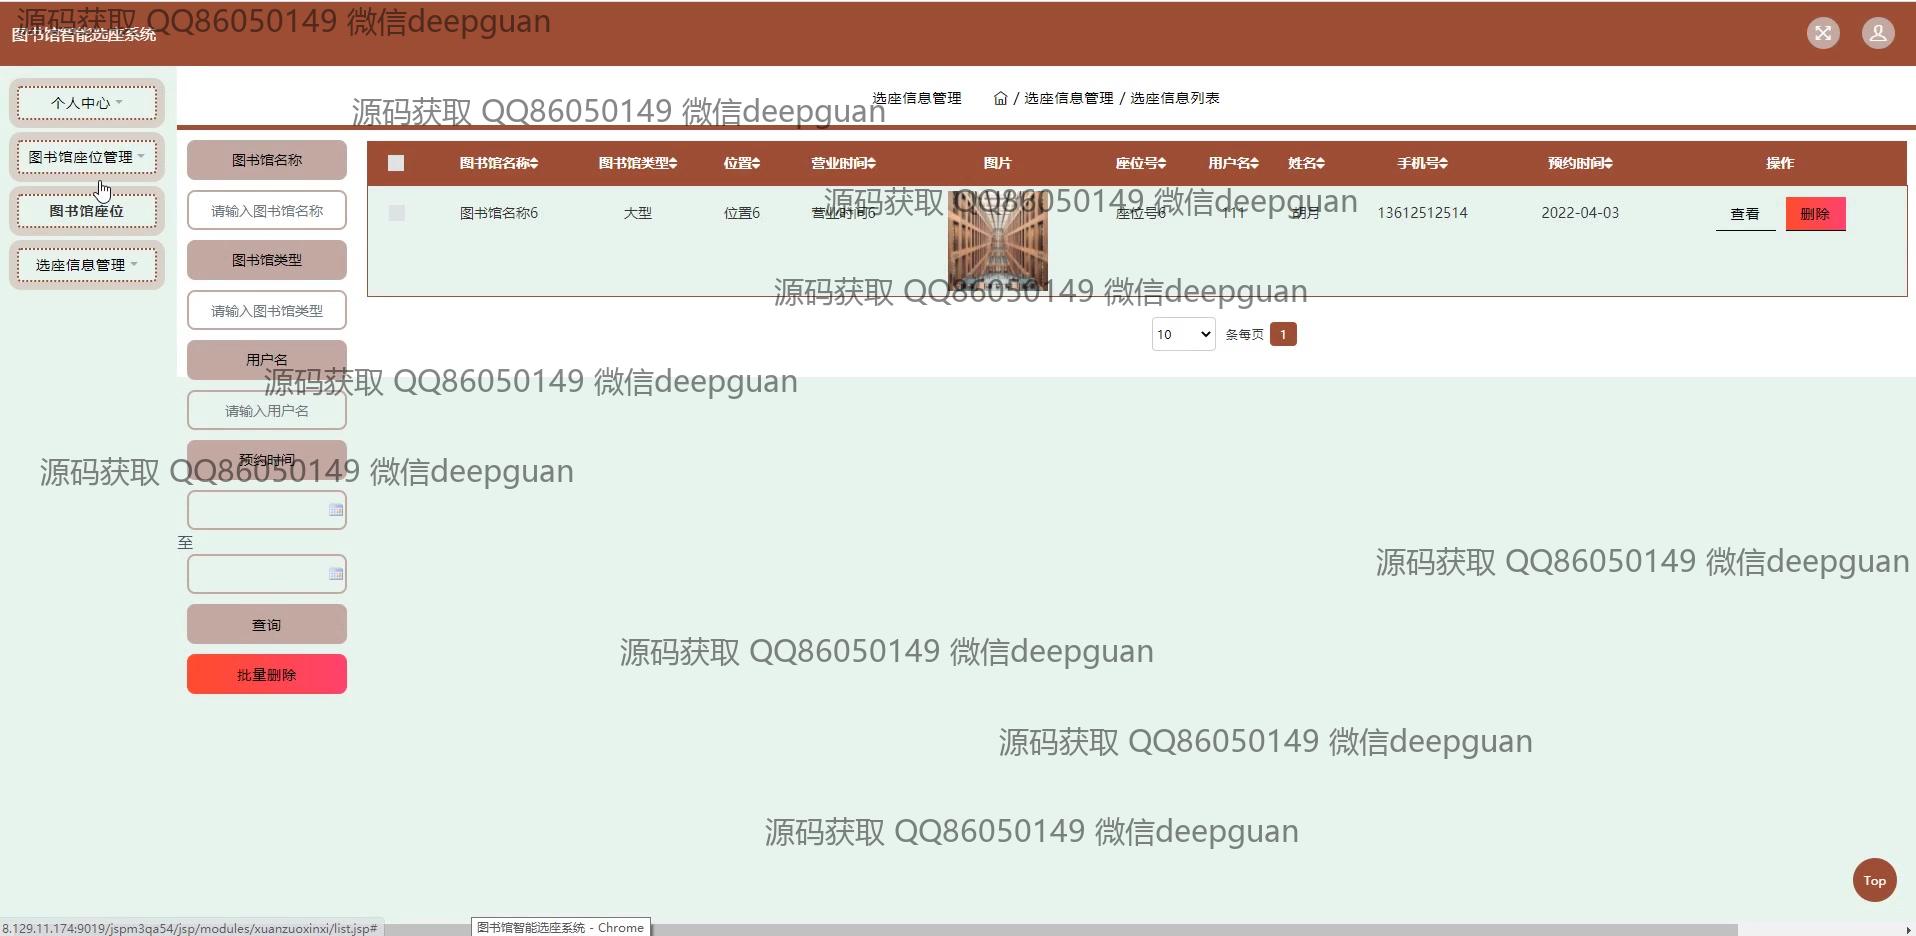 源码获取 QQ86050149 微信deepguan
图书馆智能选座系统
个人中心
图书馆座位管理
图书馆座位
选座信息管理
选座信息管理 / 选座信息管理 / 选座信息列表
源码获取 QQ86050149 微信deepguan
图书馆名称
请输入图书馆名称
图书馆类型
请输入图书馆类型
用户名
请输入用户名
预约时间
至
查询
批量删除
图书馆名称 图书馆类型 位置 营业时间 图片 座位号 用户名 姓名 手机号 预约时间 操作
图书馆名称6 大型 位置6 营业时间6 座位号6 111 胡月 13612512514 2022-04-03 查看 删除
源码获取 QQ86050149 微信deepguan
源码获取 QQ86050149 微信deepguan
10 条每页 1
源码获取 QQ86050149 微信deepguan
源码获取 QQ86050149 微信deepguan
源码获取 QQ86050149 微信deepguan
源码获取 QQ86050149 微信deepguan
源码获取 QQ86050149 微信deepguan
源码获取 QQ86050149 微信deepguan
Top
8.129.11.174:9019/jspm3qa54/jsp/modules/xuanzuoxinxi/list.jsp#
图书馆智能选座系统 - Chrome